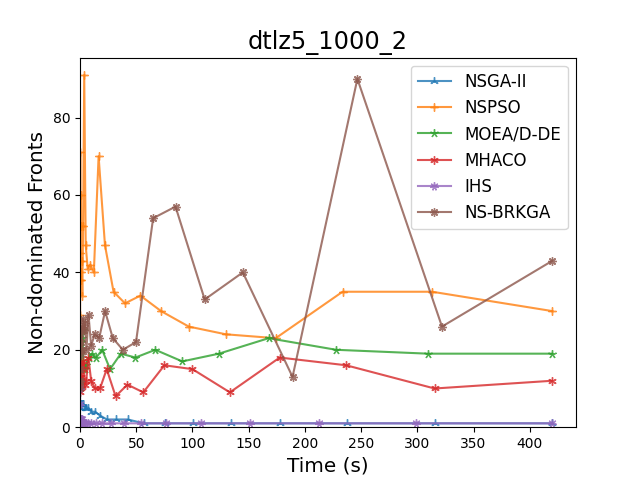 dtlz5_1000_2
Non-dominated Fronts
80
60
40
20
0
0 50 100 150 200 250 300 350 400
Time (s)
NSGA-II
NSPSO
MOEA/D-DE
MHACO
IHS
NS-BRKGA